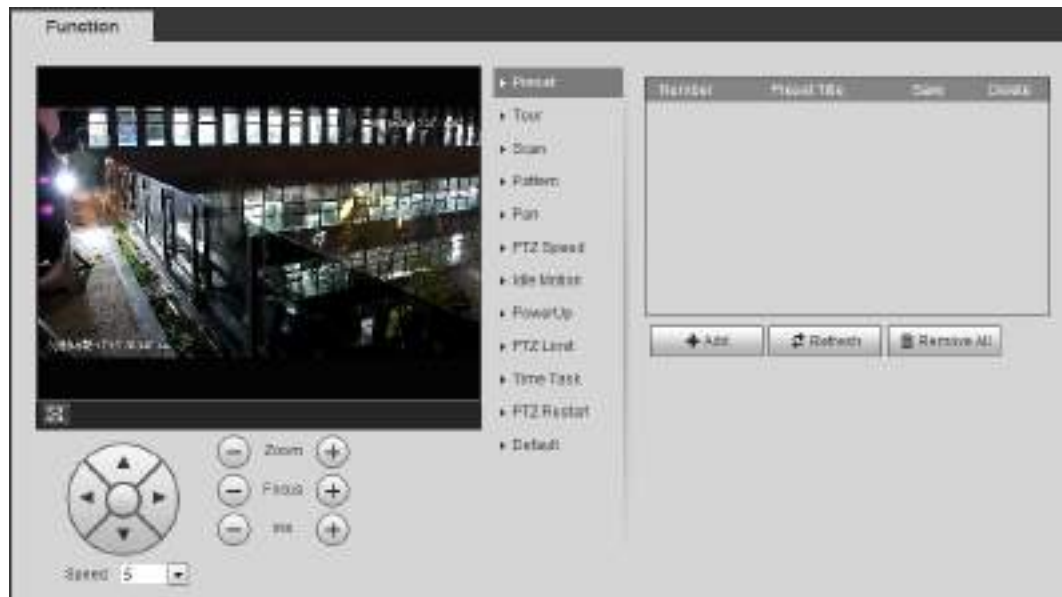 Function
Preset
Tour
Scan
Pattern
Pan
PTZ Speed
Idle Motion
PowerUp
PTZ Limit
Time Task
PTZ Restart
Default
Number Preset Title Save Delete
Add Refresh Remove All
Zoom
Focus
Iris
Speed 5